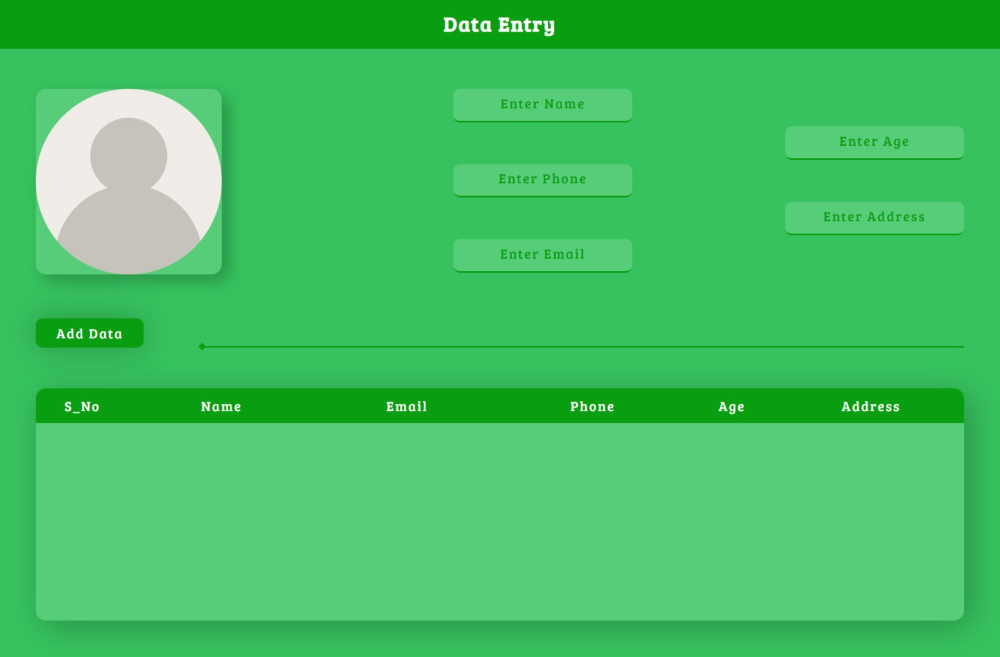 Data Entry
Enter Name
Enter Age
Enter Phone
Enter Address
Enter Email
Add Data
S_No Name Email Phone Age Address